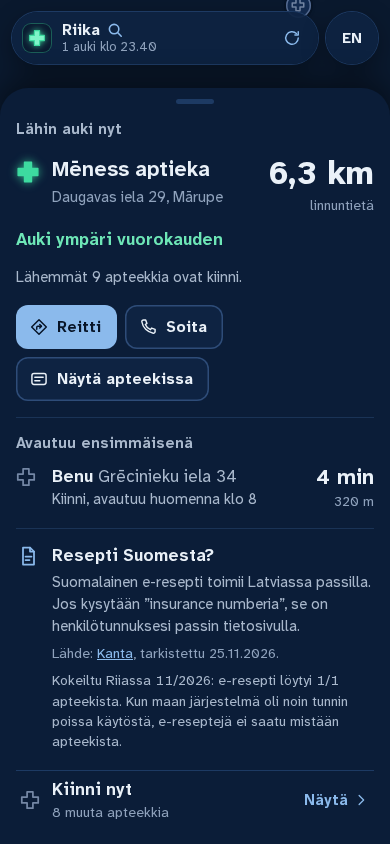 Riika
1 auki klo 23.40
EN
Lähin auki nyt
Mēness aptieka
6,3 km
Daugavas iela 29, Mārupe
linnuntietä
Auki ympäri vuorokauden
Lähemmät 9 apteekkia ovat kiinni.
Reitti
Soita
Näytä apteekissa
Avautuu ensimmäisenä
Benu Grēcinieku iela 34
4 min
Kiinni, avautuu huomenna klo 8
320 m
Resepti Suomesta?
Suomalainen e-resepti toimii Latviassa passilla.
Jos kysytään ”insurance numberia”, se on
henkilötunnuksesi passin tietosivulla.
Lähde: Kanta, tarkistettu 25.11.2026.
Kokeiltu Riiassa 11/2026: e-resepti löytyi 1/1
apteekista. Kun maan järjestelmä oli noin tunnin
poissa käytöstä, e-reseptejä ei saatu mistään
apteekista.
Kiinni nyt
Näytä
8 muuta apteekkia